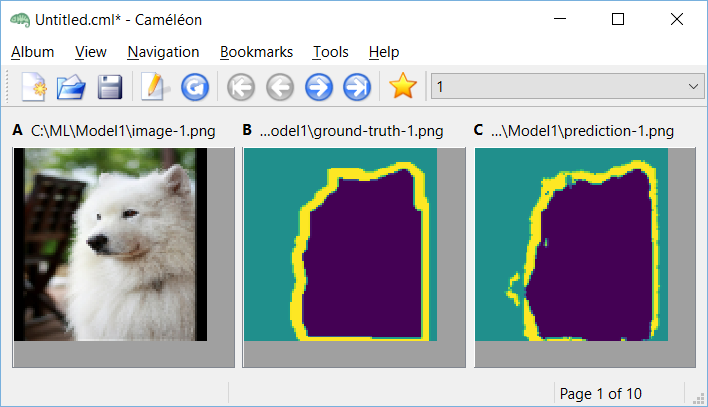 Untitled.cml* - Caméléon
Album View Navigation Bookmarks Tools Help
1
A C:\ML\Model1\image-1.png B ...odel1\ground-truth-1.png C ...\Model1\prediction-1.png
Page 1 of 10